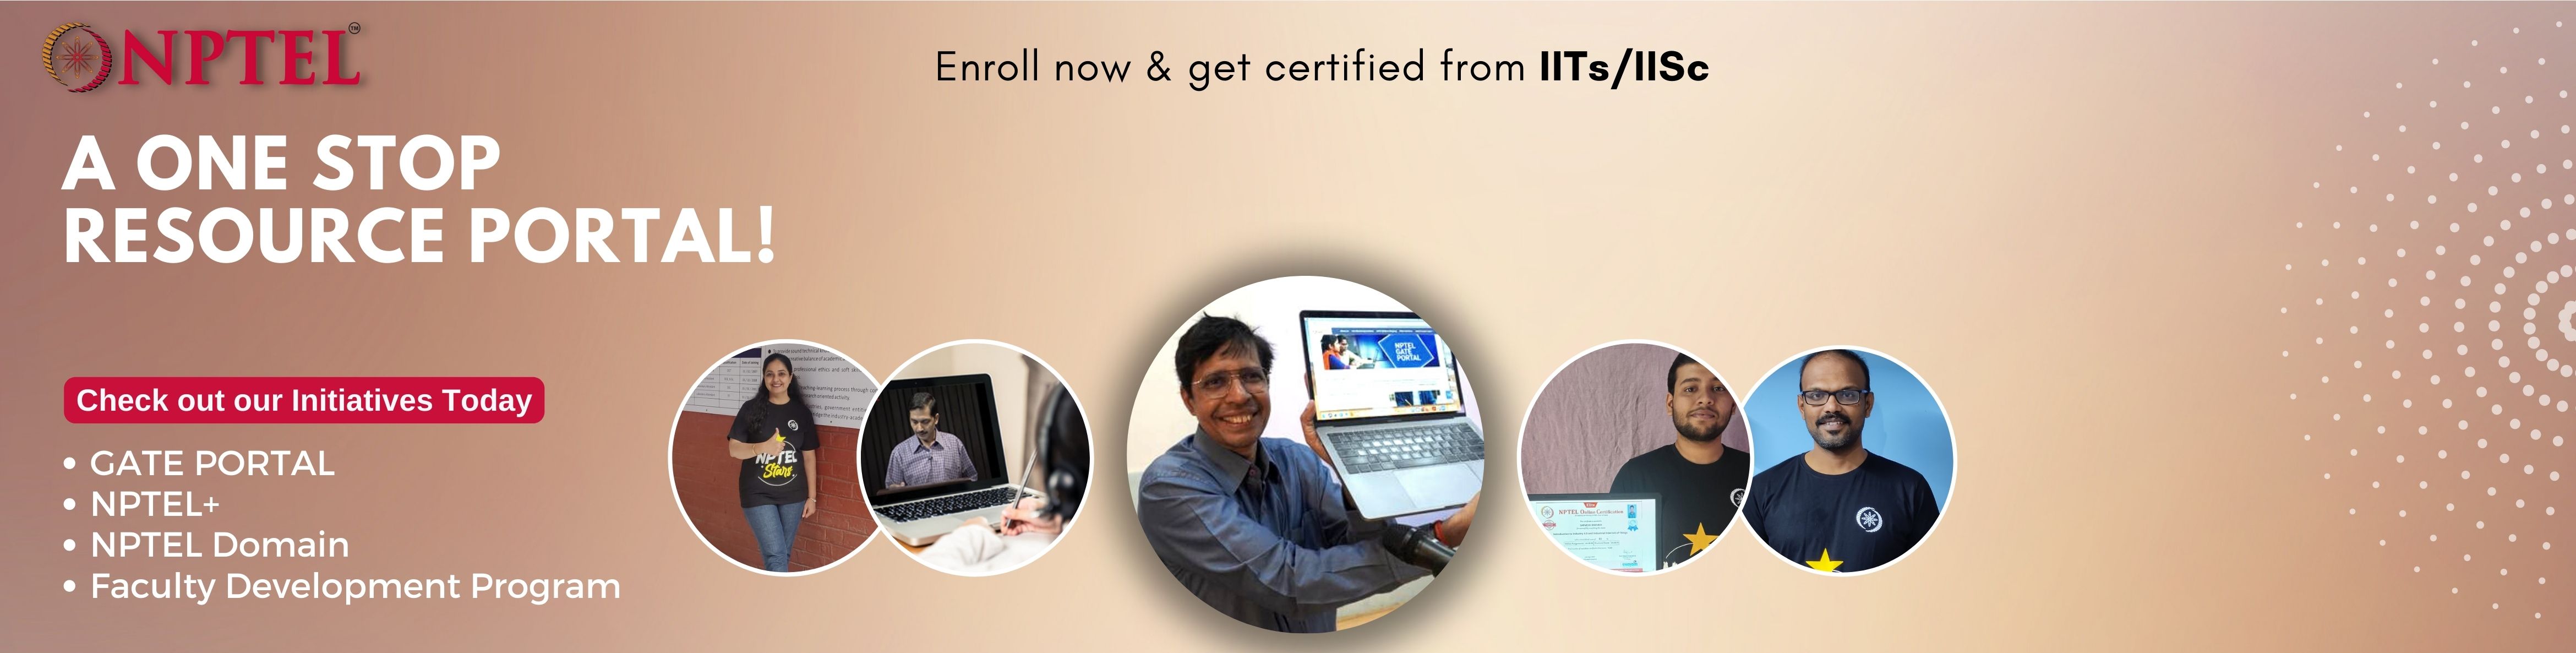 NPTEL™
Enroll now & get certified from IITs/IISc
A ONE STOP
RESOURCE PORTAL!
Check out our Initiatives Today
• GATE PORTAL
• NPTEL+
• NPTEL Domain
• Faculty Development Program
NPTEL
Stars
NPTEL
GATE
PORTAL
NPTEL Online Certification